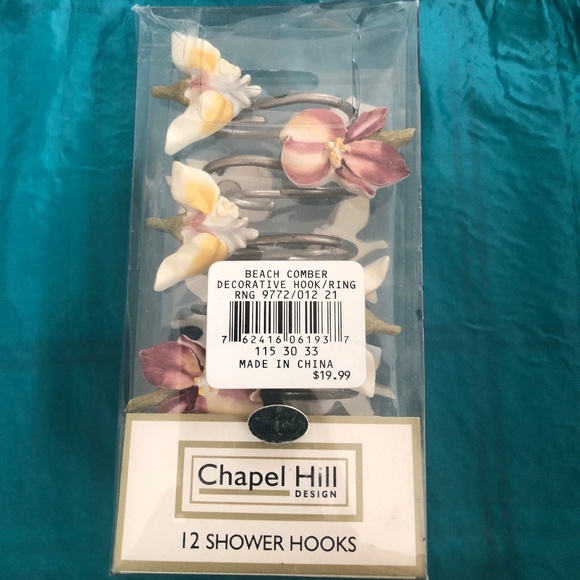 BEACH COMBER
DECORATIVE HOOK/RING
RNG 9772/012 21
7 62416 06193 7
115 30 33
MADE IN CHINA
$19.99
Chapel Hill
DESIGN
12 SHOWER HOOKS